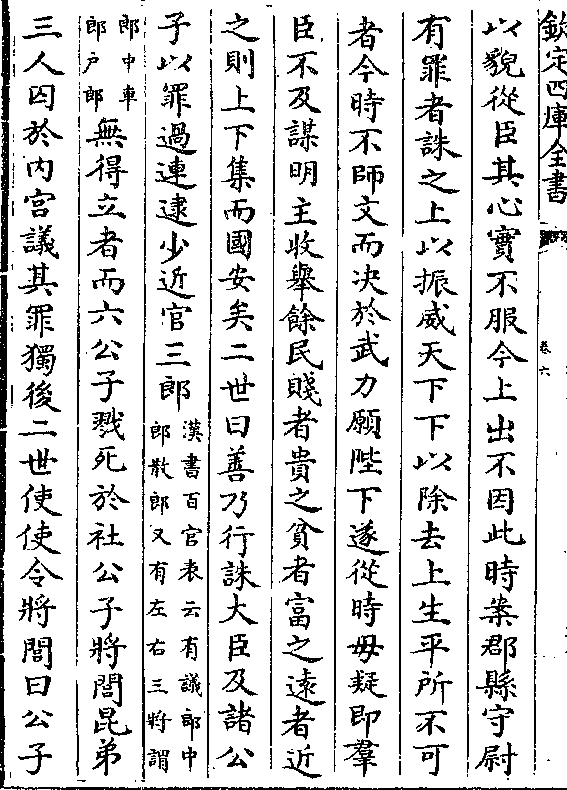 欽定四庫全書
卷六
以貌從臣其心實不服今上出不因此時案郡縣守尉
有罪者誅之上以振威天下下以除去上生平所不可
者今時不師文而決於武力願陛下遂從時毋疑即羣
臣不及謀明主收舉餘民賤者貴之貧者富之遠者近
之則上下集而國安矣二世曰善乃行誅大臣及諸公
子以罪過連逮少近官三郎
漢書百官表云有議郎中
郎散郎又有左右三將謂
郎中車
郎戶郎
無得立者而六公子戮死於社公子將閭昆弟
三人囚於內宮議其罪獨後二世使使令將閭曰公子